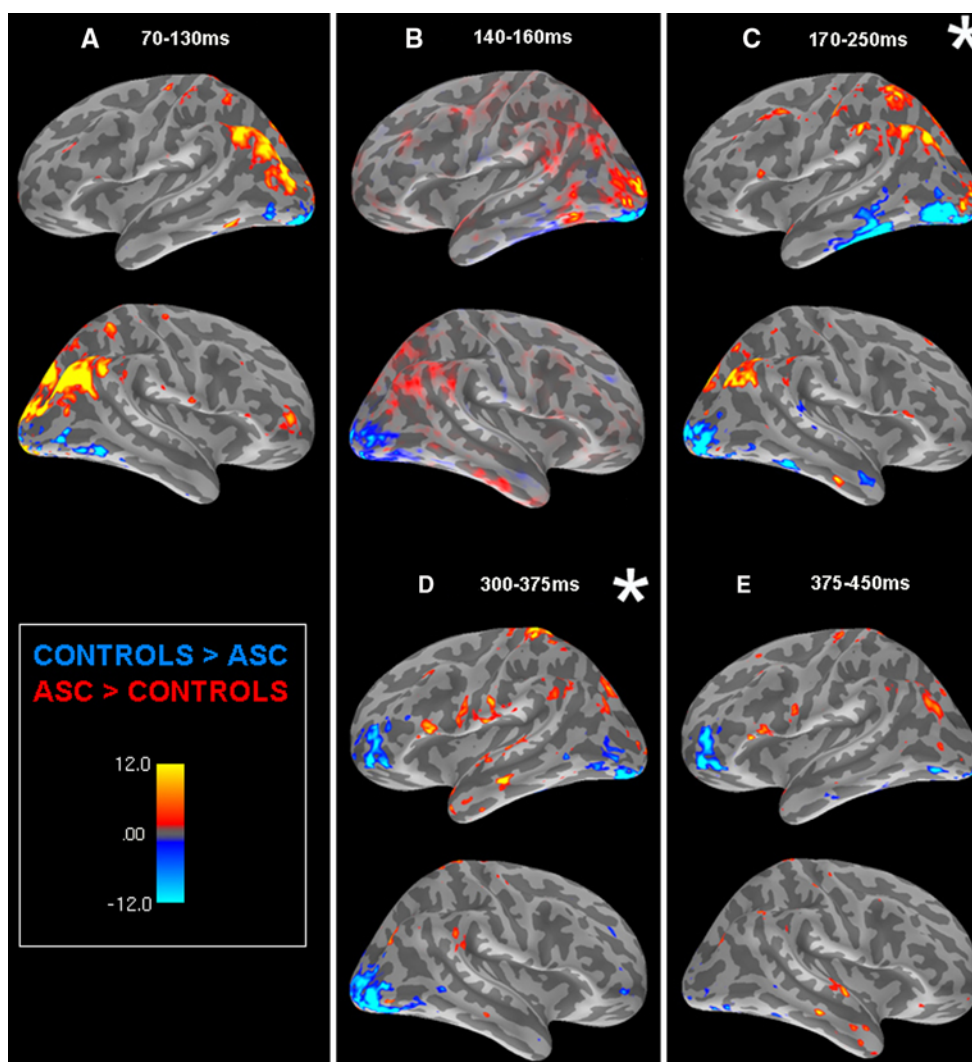 A 70-130ms
B 140-160ms
C 170-250ms *
D 300-375ms *
E 375-450ms
CONTROLS > ASC
ASC > CONTROLS
12.0
.00
-12.0